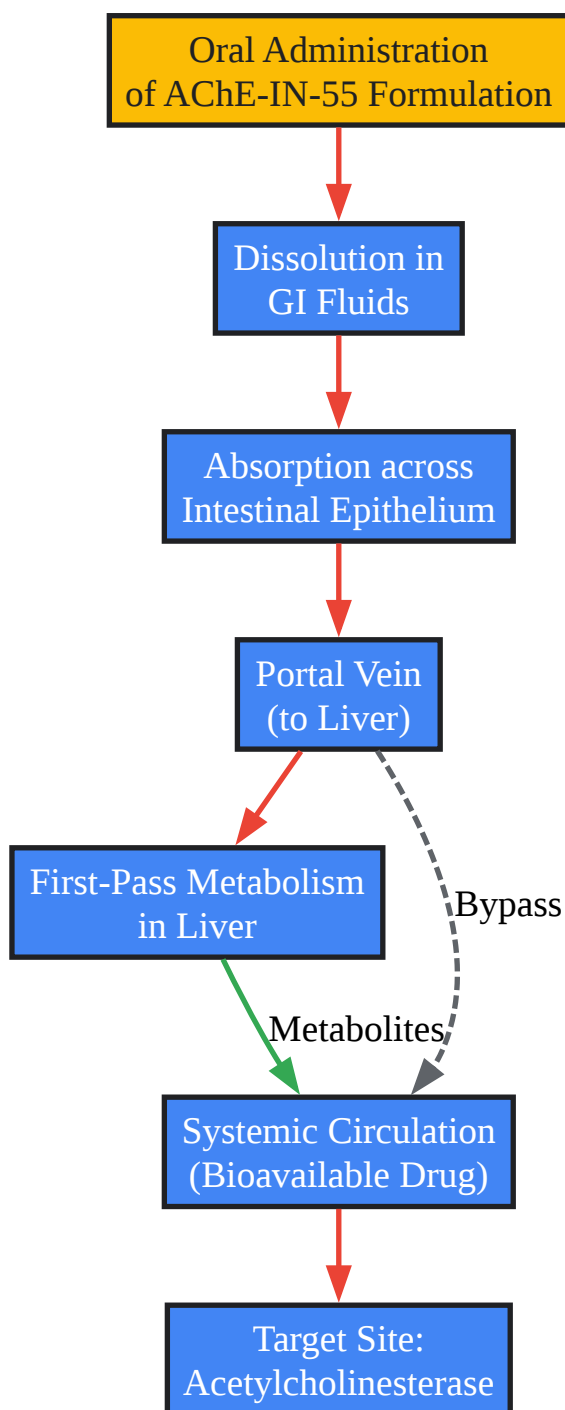 Oral Administration
of AChE-IN-55 Formulation
Dissolution in
GI Fluids
Absorption across
Intestinal Epithelium
Portal Vein
(to Liver)
First-Pass Metabolism
in Liver
Bypass
Metabolites
Systemic Circulation
(Bioavailable Drug)
Target Site:
Acetylcholinesterase